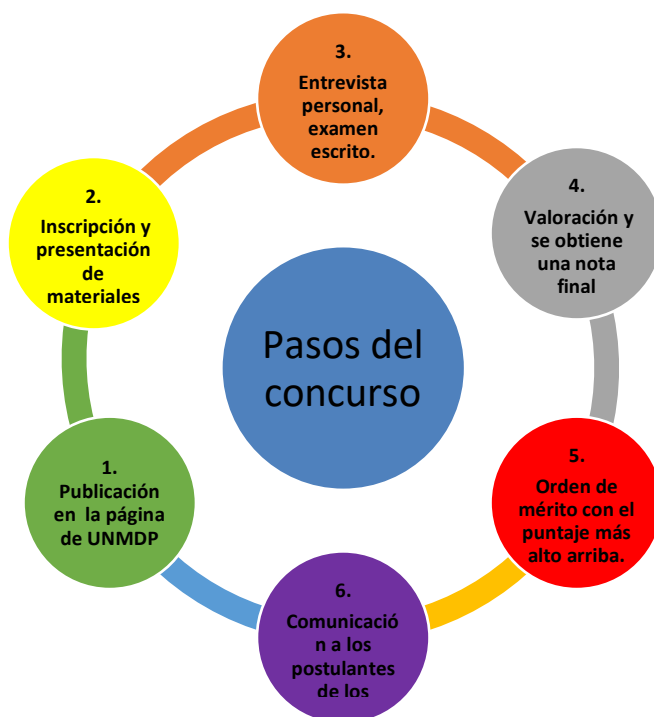 Pasos del
concurso
1.
Publicación
en la página
de UNMDP
2.
Inscripción y
presentación
de
materiales
3.
Entrevista
personal,
examen
escrito.
4.
Valoración y
se obtiene
una nota
final
5.
Orden de
mérito con el
puntaje más
alto arriba.
6.
Comunicació
n a los
postulantes
de los